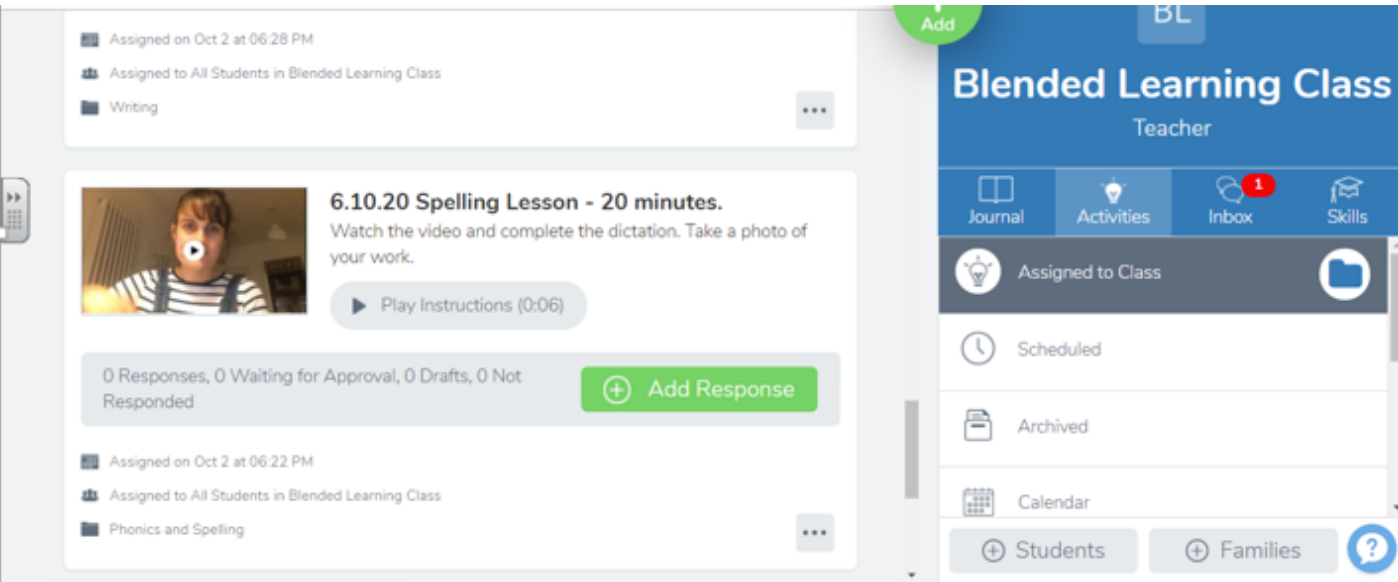 Assigned on Oct 2 at 06:28 PM
Assigned to All Students in Blended Learning Class
Writing
6.10.20 Spelling Lesson - 20 minutes.
Watch the video and complete the dictation. Take a photo of
your work.
Play Instructions (0:06)
0 Responses, 0 Waiting for Approval, 0 Drafts, 0 Not
Responded
Add Response
Assigned on Oct 2 at 06:22 PM
Assigned to All Students in Blended Learning Class
Phonics and Spelling
Add
BL
Blended Learning Class
Teacher
Journal
Activities
Inbox
1
Skills
Assigned to Class
Scheduled
Archived
Calendar
Students
Families
?